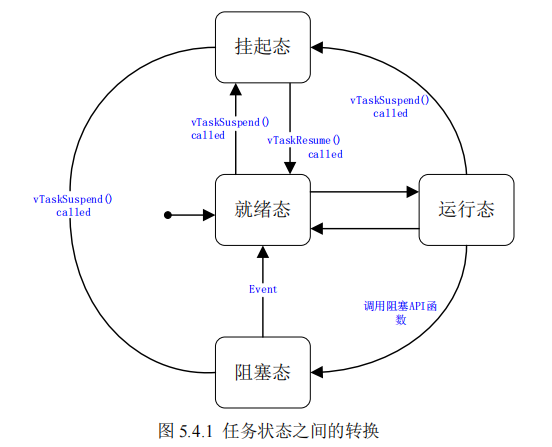 挂起态
vTaskSuspend()
called
vTaskSuspend()
called
vTaskResume()
called
vTaskSuspend()
called
就绪态
运行态
Event
调用阻塞API函
数
阻塞态
图 5.4.1 任务状态之间的转换